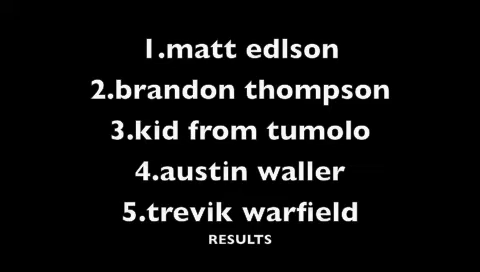 1.matt edlson
2.brandon thompson
3.kid from tumolo
4.austin waller
5.trevik warfield
RESULTS